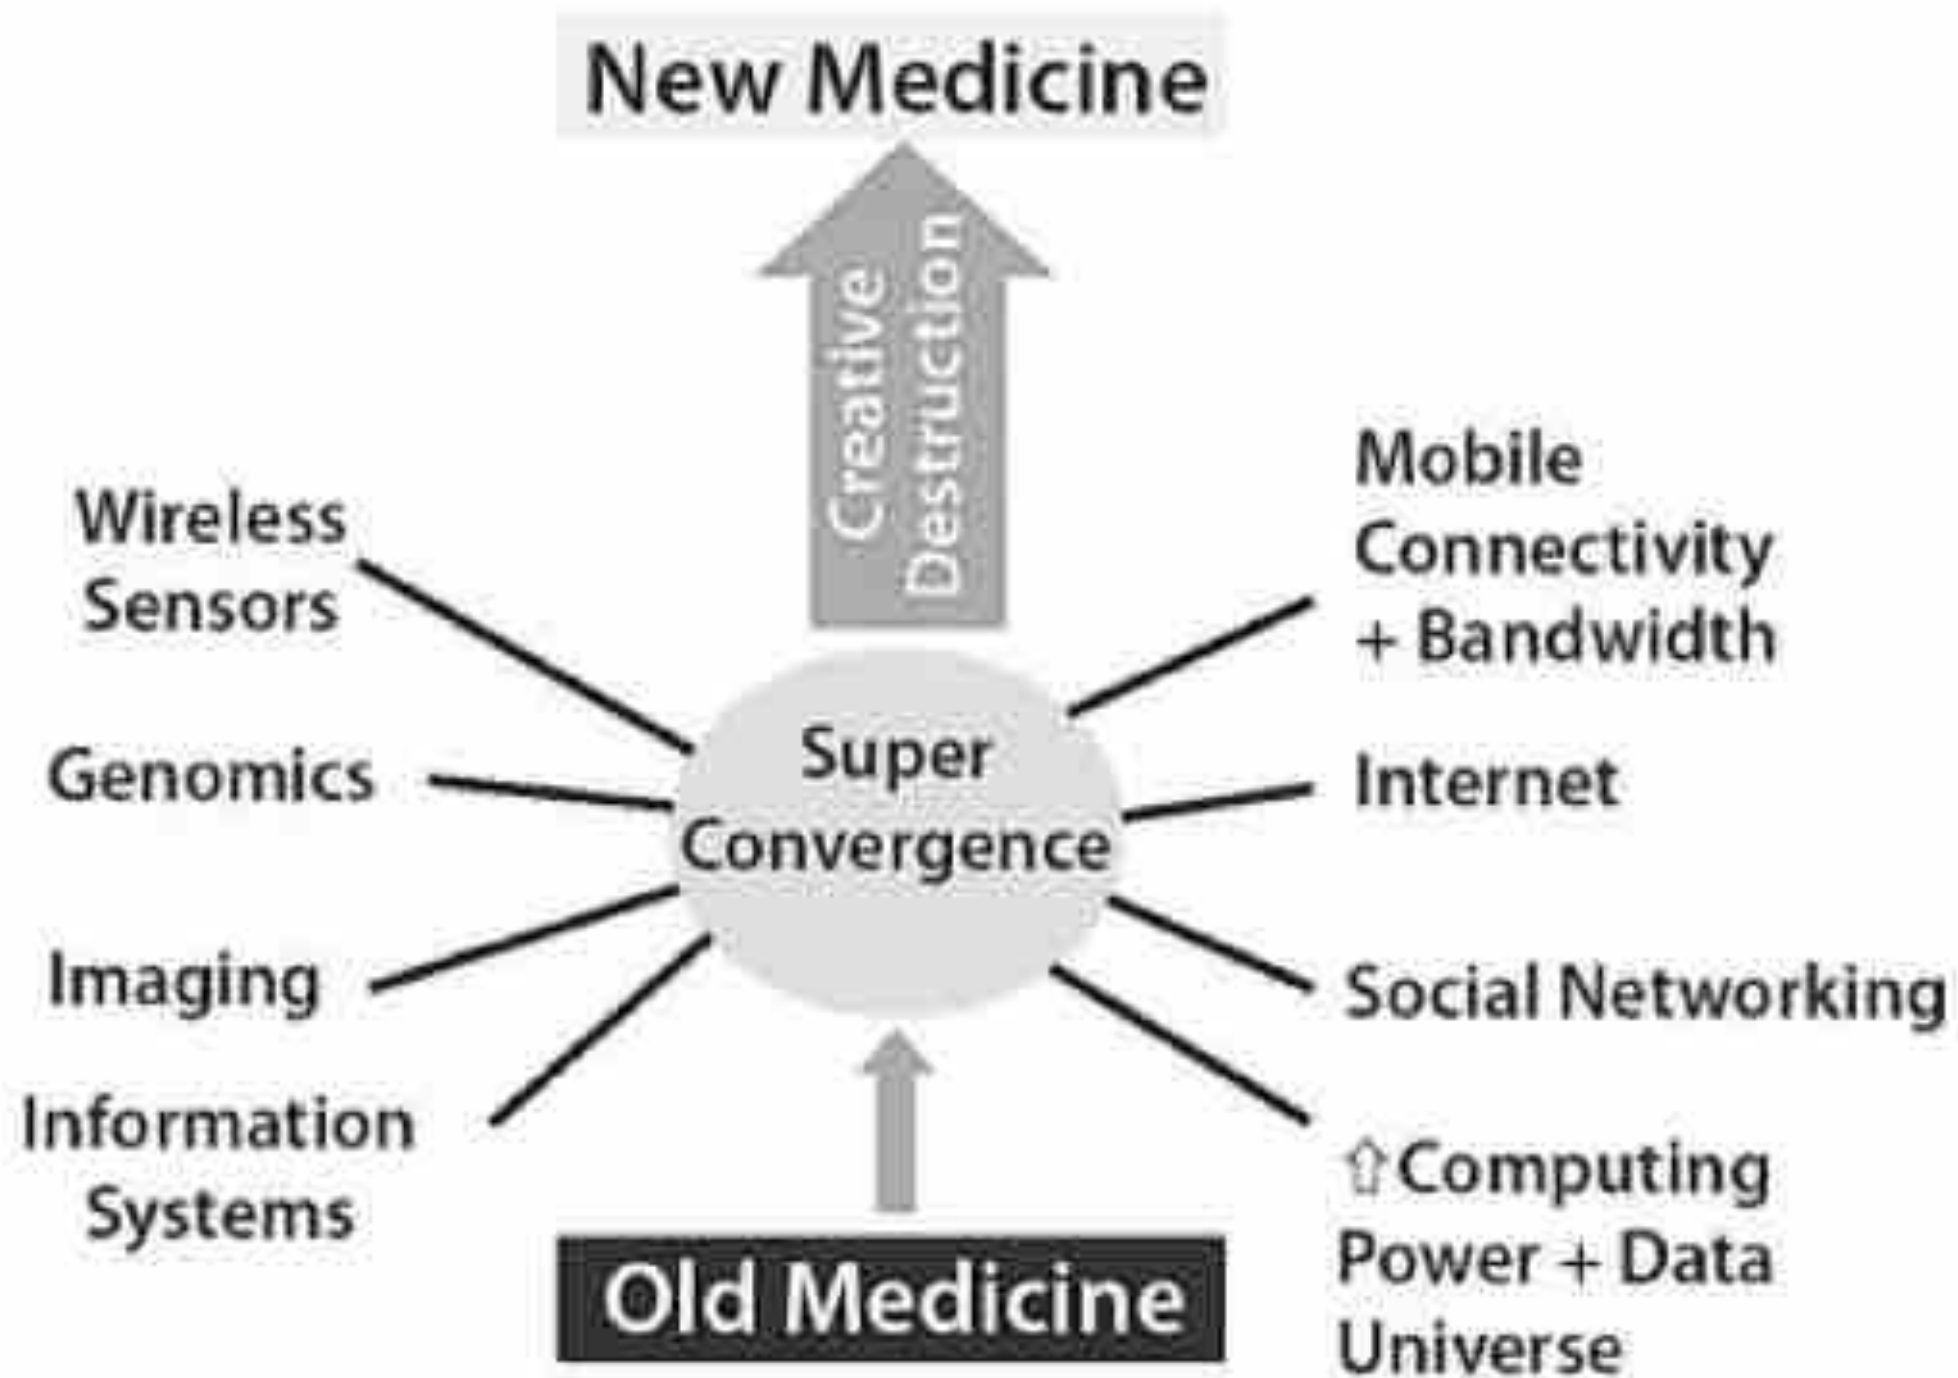 New Medicine
Creative
Destruction
Wireless
Sensors
Genomics
Imaging
Information
Systems
Super
Convergence
Mobile
Connectivity
+ Bandwidth
Internet
Social Networking
⇧Computing
Power + Data
Universe
Old Medicine